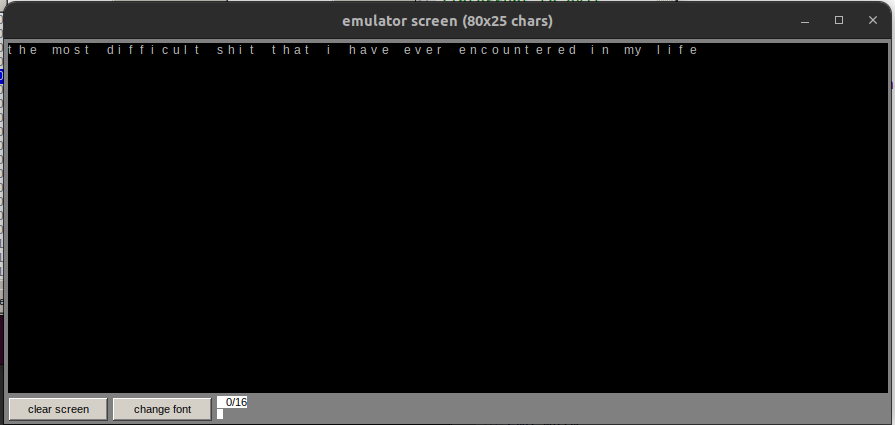 emulator screen (80x25 chars)
the most difficult shit that i have ever encountered in my life
clear screen
change font
0/16